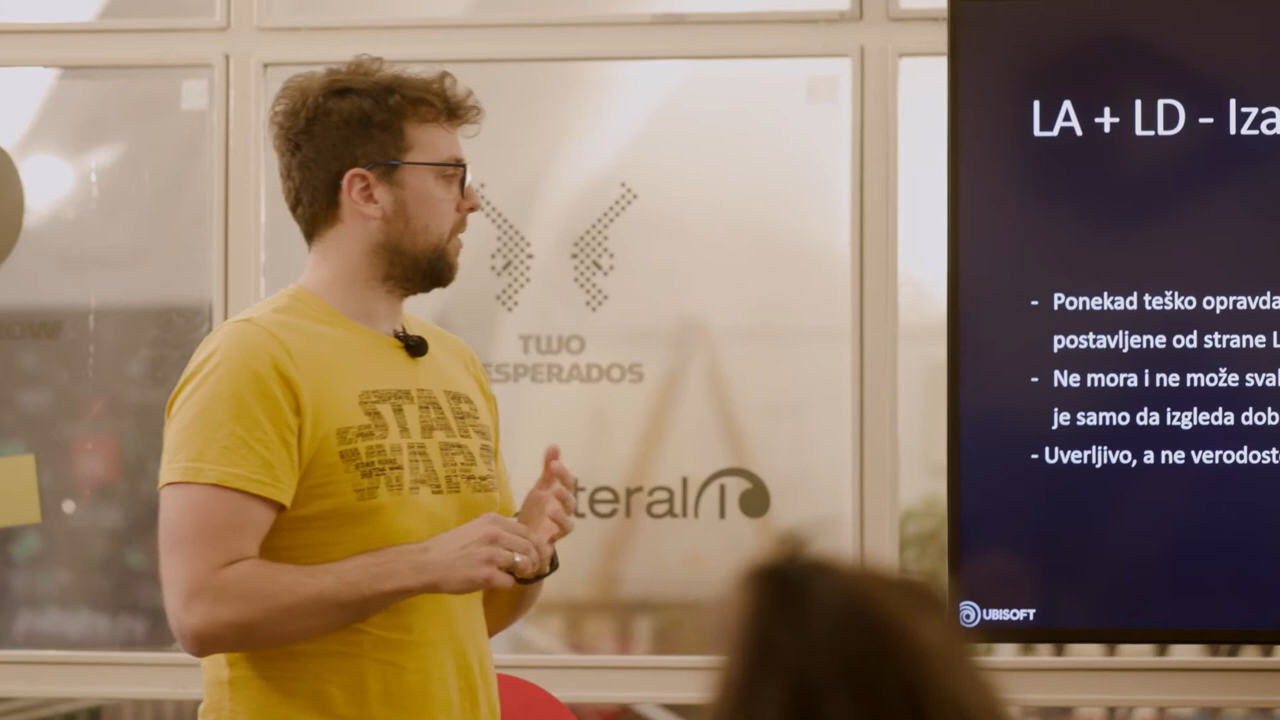 LA + LD - Iza
- Ponekad teško opravda
postavljene od strane L
- Ne mora i ne može sval
je samo da izgleda dob
- Uverljivo, a ne verodost
UBISOFT
TWO
ESPERADOS
teral
STAR
WARS